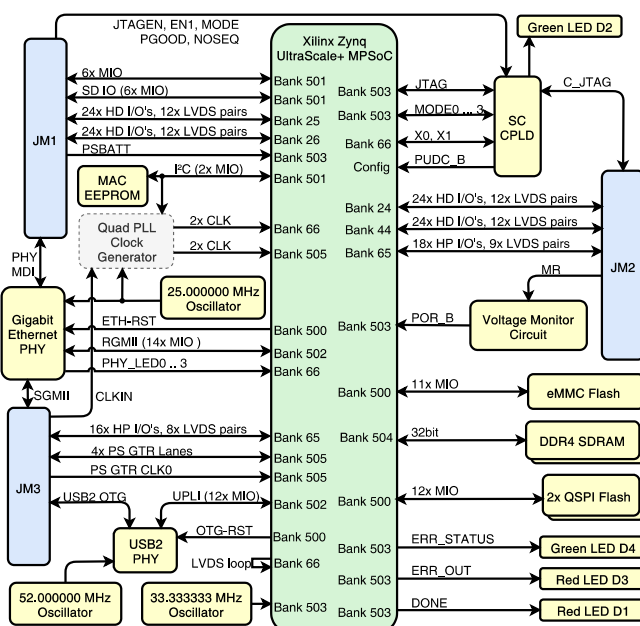 JTAGEN, EN1, MODE
PGOOD, NOSEQ
Xilinx Zynq
UltraScale+ MPSoC
Green LED D2
JM1
6x MIO
Bank 501
SD IO (6x MIO)
Bank 501
24x HD I/O's, 12x LVDS pairs
Bank 25
24x HD I/O's, 12x LVDS pairs
Bank 26
PSBATT
Bank 503
I²C (2x MIO)
Bank 501
MAC
EEPROM
Quad PLL
Clock
Generator
2x CLK
Bank 66
2x CLK
Bank 505
PHY
MDI
25.000000 MHz
Oscillator
Gigabit
Ethernet
PHY
ETH-RST
Bank 500
RGMII (14x MIO )
Bank 502
PHY_LED0 .. 3
Bank 66
SGMII
CLKIN
JM3
16x HP I/O's, 8x LVDS pairs
Bank 65
4x PS GTR Lanes
Bank 505
PS GTR CLK0
Bank 505
USB2 OTG
UPLI (12x MIO)
Bank 502
USB2
PHY
OTG-RST
Bank 500
LVDS loop
Bank 66
52.000000 MHz
Oscillator
33.333333 MHz
Oscillator
Bank 503
Bank 503
JTAG
Bank 503
MODE0 ... 3
Bank 66
X0, X1
Config
PUDC_B
SC
CPLD
C_JTAG
Bank 24
24x HD I/O's, 12x LVDS pairs
Bank 44
24x HD I/O's, 12x LVDS pairs
Bank 65
18x HP I/O's, 9x LVDS pairs
JM2
MR
Bank 503
POR_B
Voltage Monitor
Circuit
Bank 500
11x MIO
eMMC Flash
Bank 504
32bit
DDR4 SDRAM
Bank 500
12x MIO
2x QSPI Flash
Bank 503
ERR_STATUS
Green LED D4
Bank 503
ERR_OUT
Red LED D3
Bank 503
DONE
Red LED D1